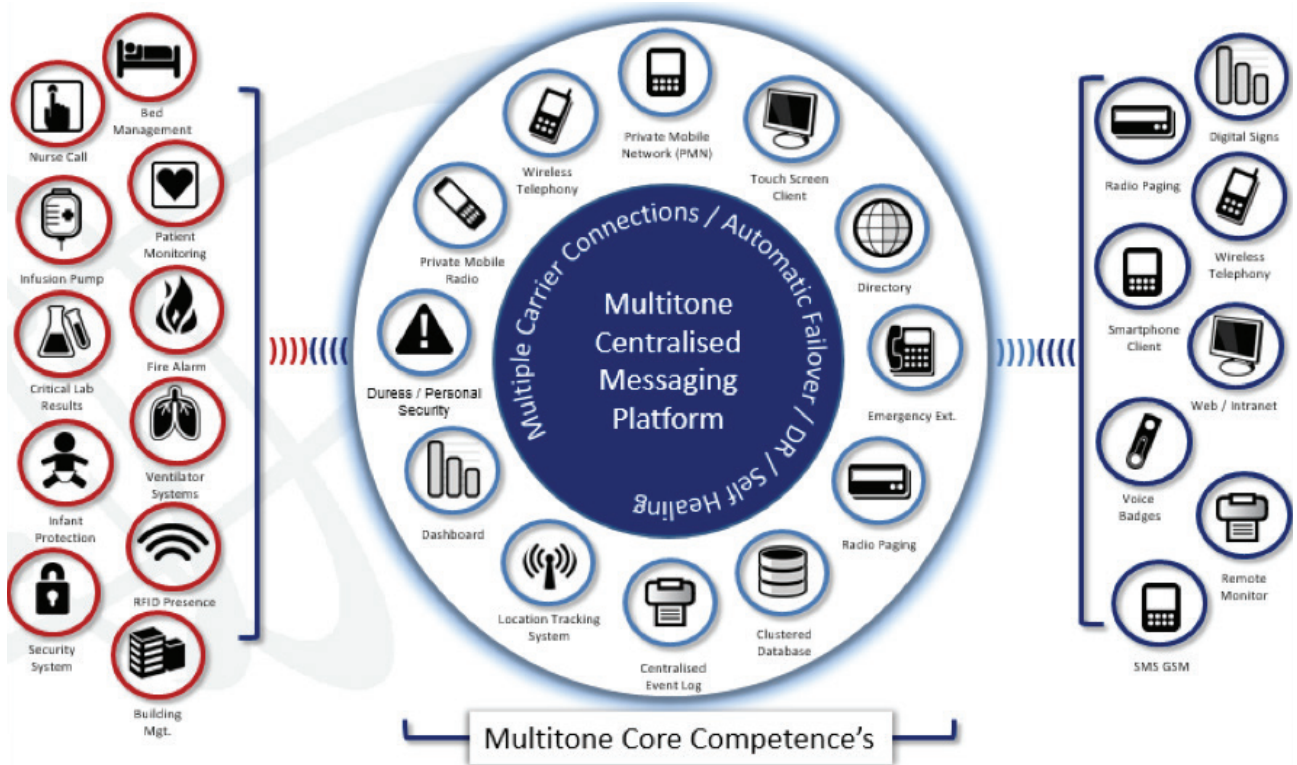 Bed
Management
Nurse Call
Patient
Monitoring
Infusion Pump
Fire Alarm
Critical Lab
Results
Ventilator
Systems
Infant
Protection
RFID Presence
Security
System
Building
Mgt.
Private Mobile
Network (PMN)
Wireless
Telephony
Touch Screen
Client
Private Mobile
Radio
Directory
Duress / Personal
Security
Emergency Ext.
Dashboard
Radio Paging
Location Tracking
System
Clustered
Database
Centralised
Event Log
Multiple Carrier Connections / Automatic Failover / DR / Self Healing
Multitone
Centralised
Messaging
Platform
Multitone Core Competence's
Digital Signs
Radio Paging
Wireless
Telephony
Smartphone
Client
Web / Intranet
Voice
Badges
Remote
Monitor
SMS GSM